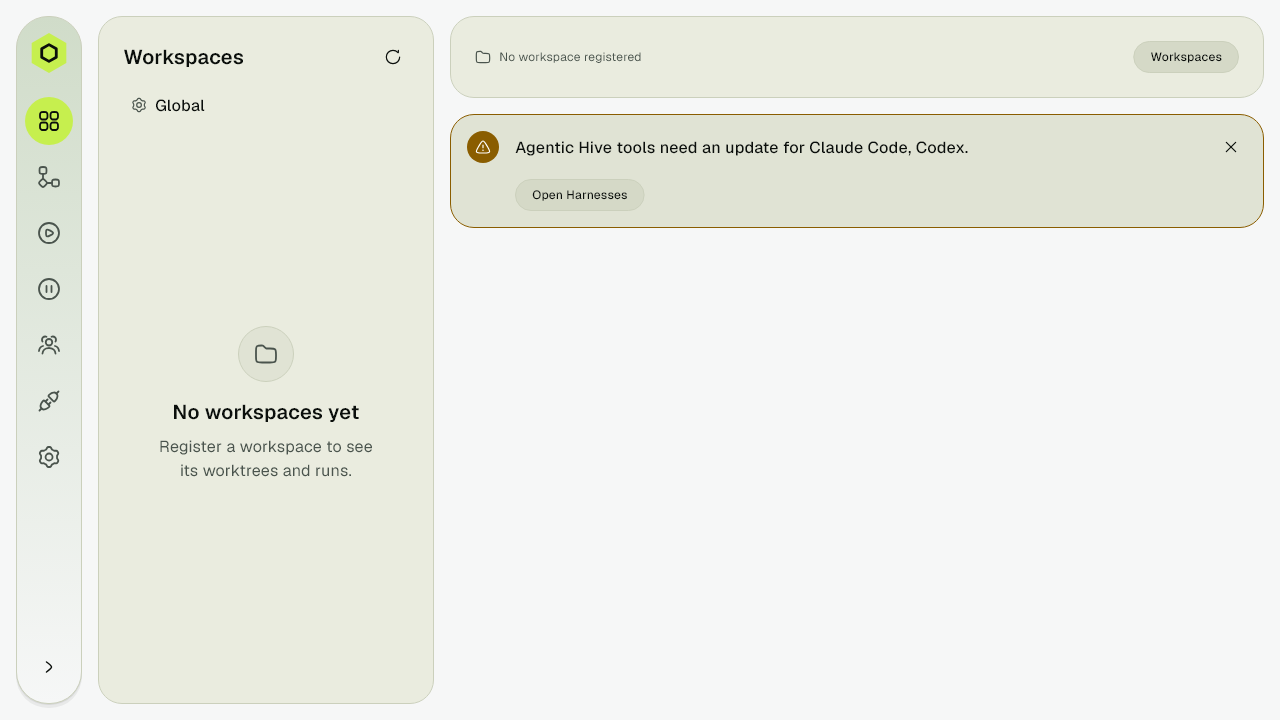 Workspaces
Global
No workspaces yet
Register a workspace to see
its worktrees and runs.
No workspace registered
Workspaces
Agentic Hive tools need an update for Claude Code, Codex.
Open Harnesses